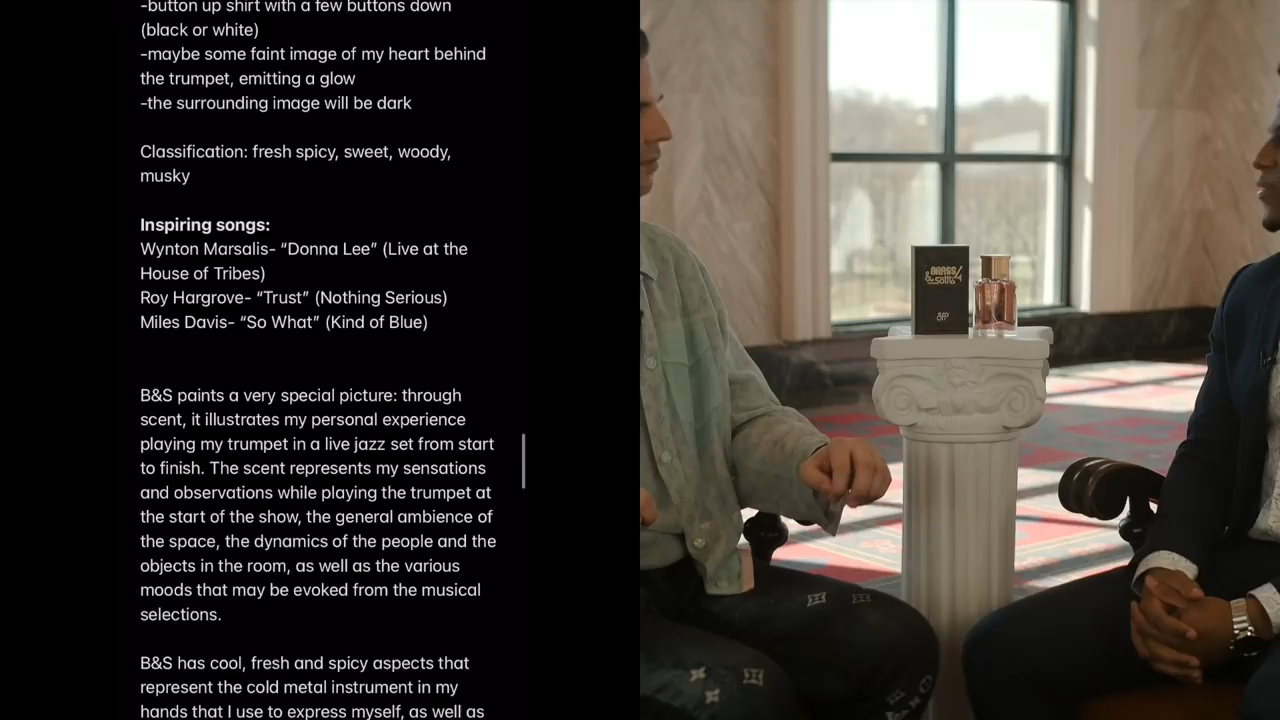 -button up shirt with a few buttons down
(black or white)
-maybe some faint image of my heart behind
the trumpet, emitting a glow
-the surrounding image will be dark
Classification: fresh spicy, sweet, woody,
musky
Inspiring songs:
Wynton Marsalis- “Donna Lee” (Live at the
House of Tribes)
Roy Hargrove- “Trust” (Nothing Serious)
Miles Davis- “So What” (Kind of Blue)
B&S paints a very special picture: through
scent, it illustrates my personal experience
playing my trumpet in a live jazz set from start
to finish. The scent represents my sensations
and observations while playing the trumpet at
the start of the show, the general ambience of
the space, the dynamics of the people and the
objects in the room, as well as the various
moods that may be evoked from the musical
selections.
B&S has cool, fresh and spicy aspects that
represent the cold metal instrument in my
hands that I use to express myself, as well as
BRASS